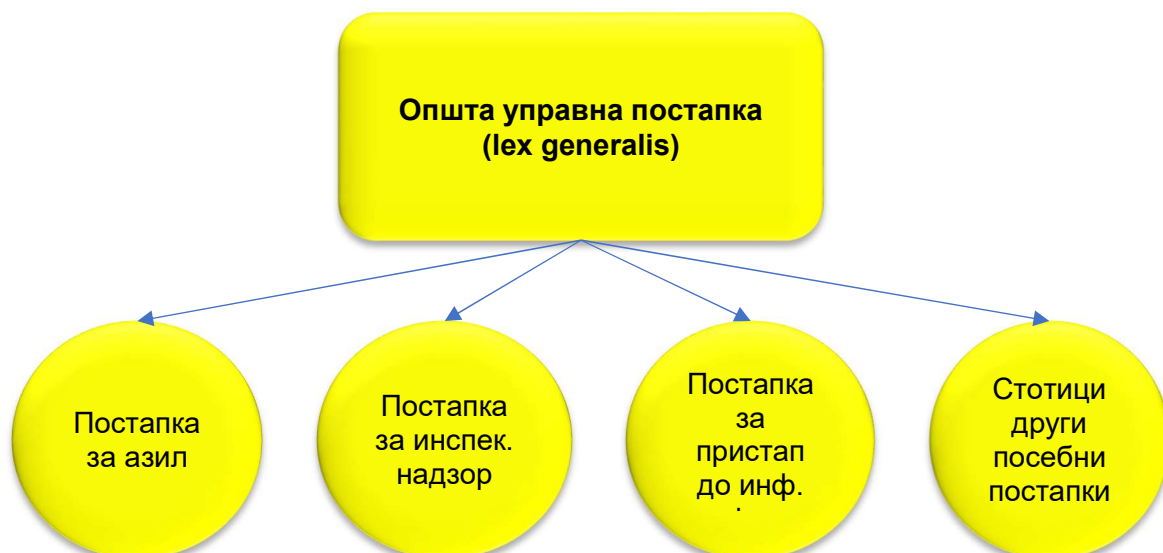 Општа управна постапка
(lex generalis)
Постапка
за азил
Постапка
за инспек.
надзор
Постапка
за
пристап
до инф.
Стотици
други
посебни
постапки